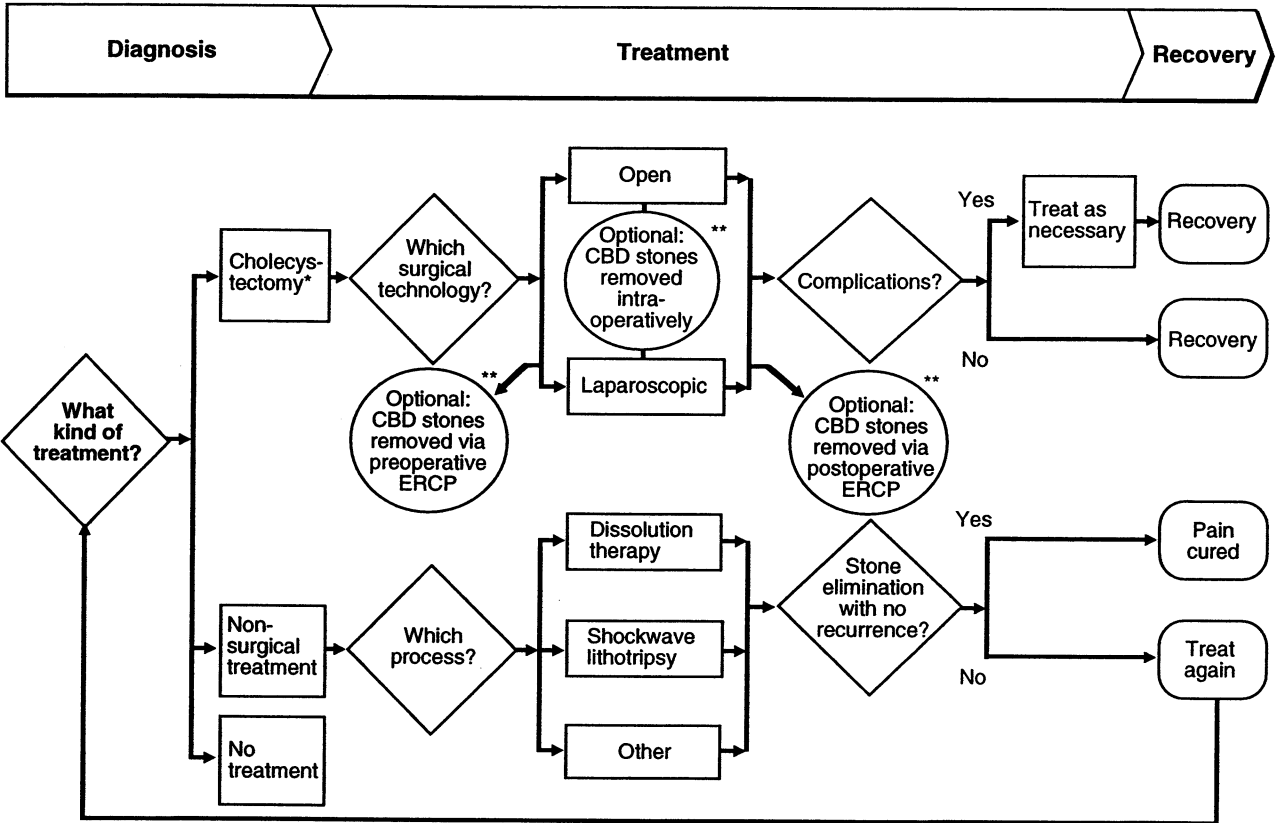 Diagnosis
Treatment
Recovery
What
kind of
treatment?
Cholecys-
tectomy*
Which
surgical
technology?
Open
**
Optional:
CBD stones
removed
intra-
operatively
Laparoscopic
**
Optional:
CBD stones
removed via
preoperative
ERCP
**
Optional:
CBD stones
removed via
postoperative
ERCP
Complications?
Yes
Treat as
necessary
Recovery
No
Recovery
Non-
surgical
treatment
Which
process?
Dissolution
therapy
Shockwave
lithotripsy
Other
Stone
elimination
with no
recurrence?
Yes
Pain
cured
No
Treat
again
No
treatment